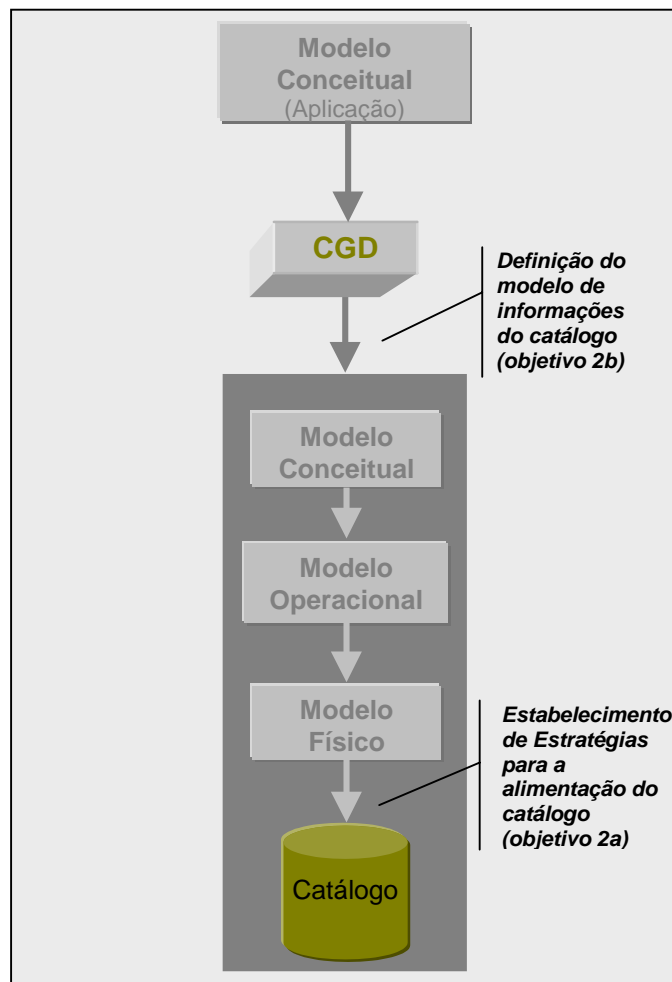 Modelo
Conceitual
(Aplicação)
CGD
Definição do
modelo de
informações
do catálogo
(objetivo 2b)
Modelo
Conceitual
Modelo
Operacional
Modelo
Físico
Estabelecimento
de Estratégias
para a
alimentação do
catálogo
(objetivo 2a)
Catálogo